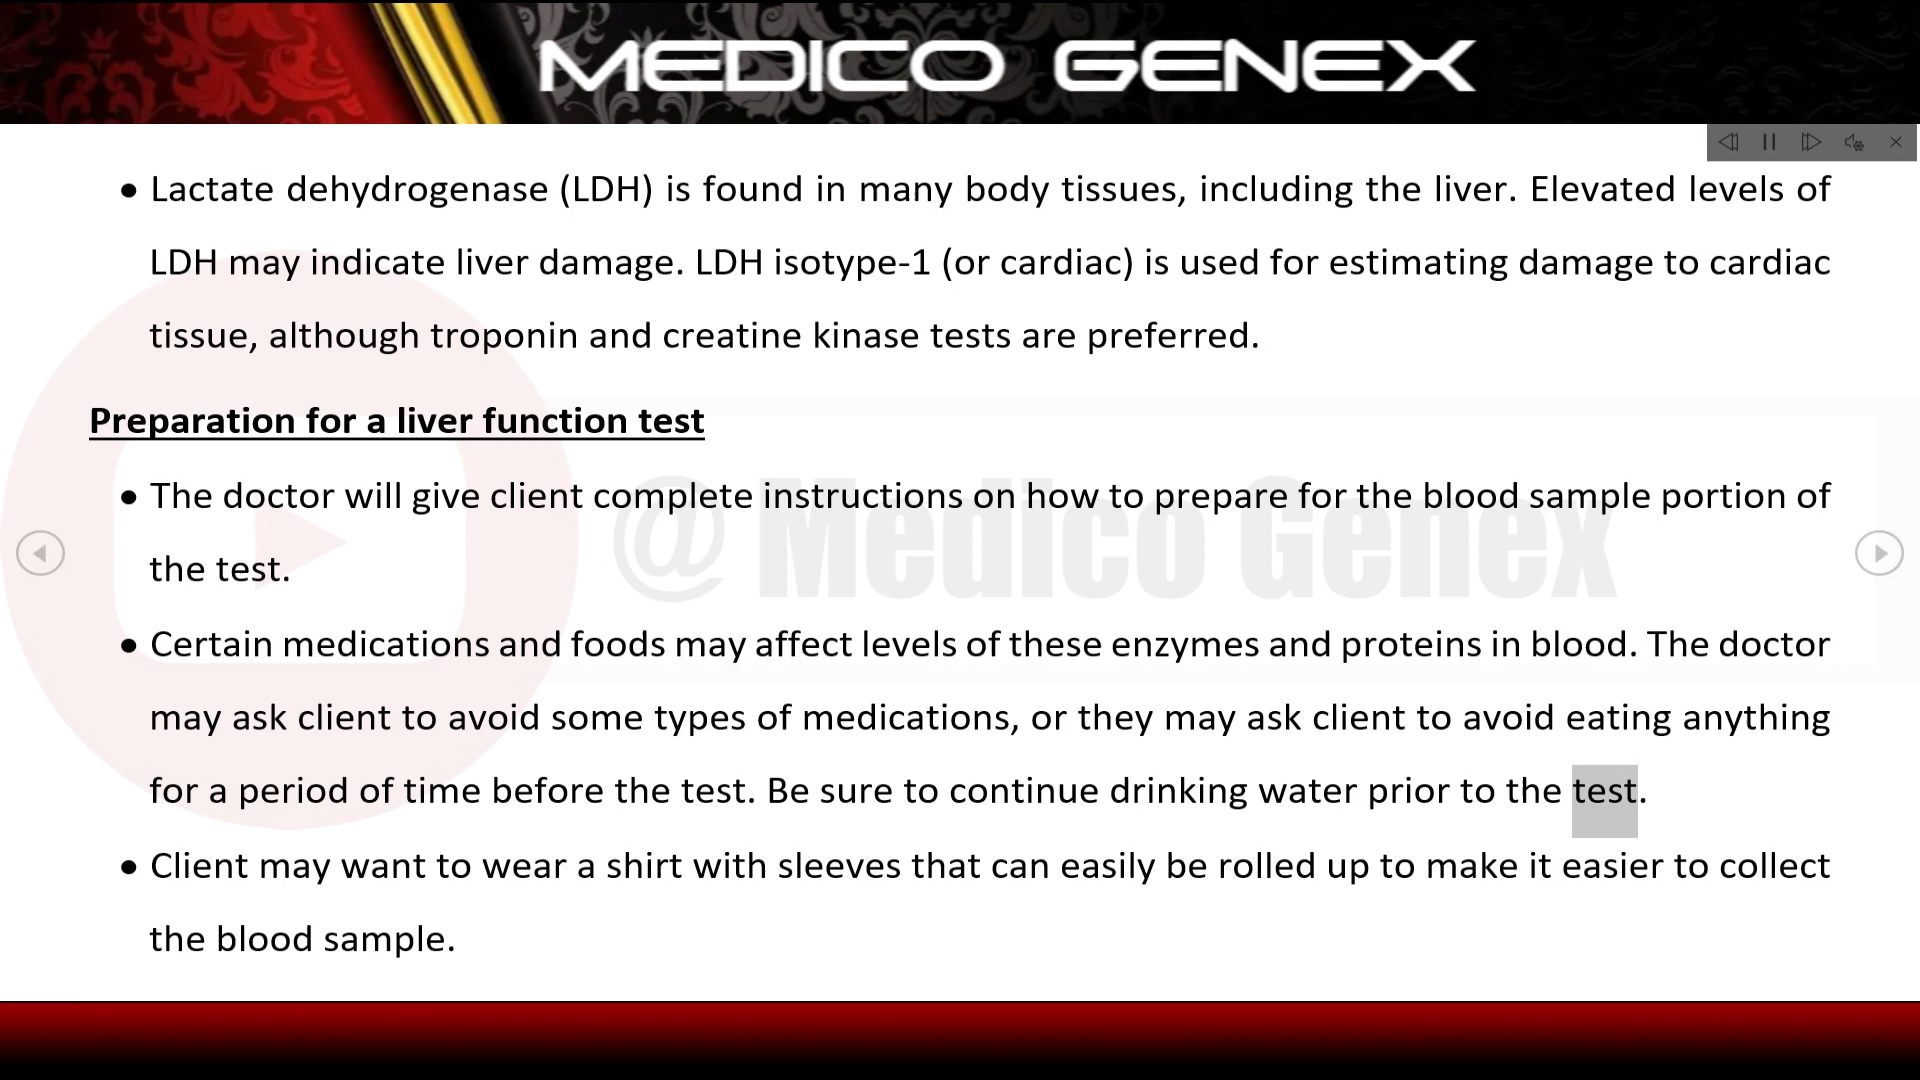 MEDICO GENEX
• Lactate dehydrogenase (LDH) is found in many body tissues, including the liver. Elevated levels of
LDH may indicate liver damage. LDH isotype-1 (or cardiac) is used for estimating damage to cardiac
tissue, although troponin and creatine kinase tests are preferred.
Preparation for a liver function test
• The doctor will give client complete instructions on how to prepare for the blood sample portion of
the test.
@Medico Genex
• Certain medications and foods may affect levels of these enzymes and proteins in blood. The doctor
may ask client to avoid some types of medications, or they may ask client to avoid eating anything
for a period of time before the test. Be sure to continue drinking water prior to the test.
• Client may want to wear a shirt with sleeves that can easily be rolled up to make it easier to collect
the blood sample.